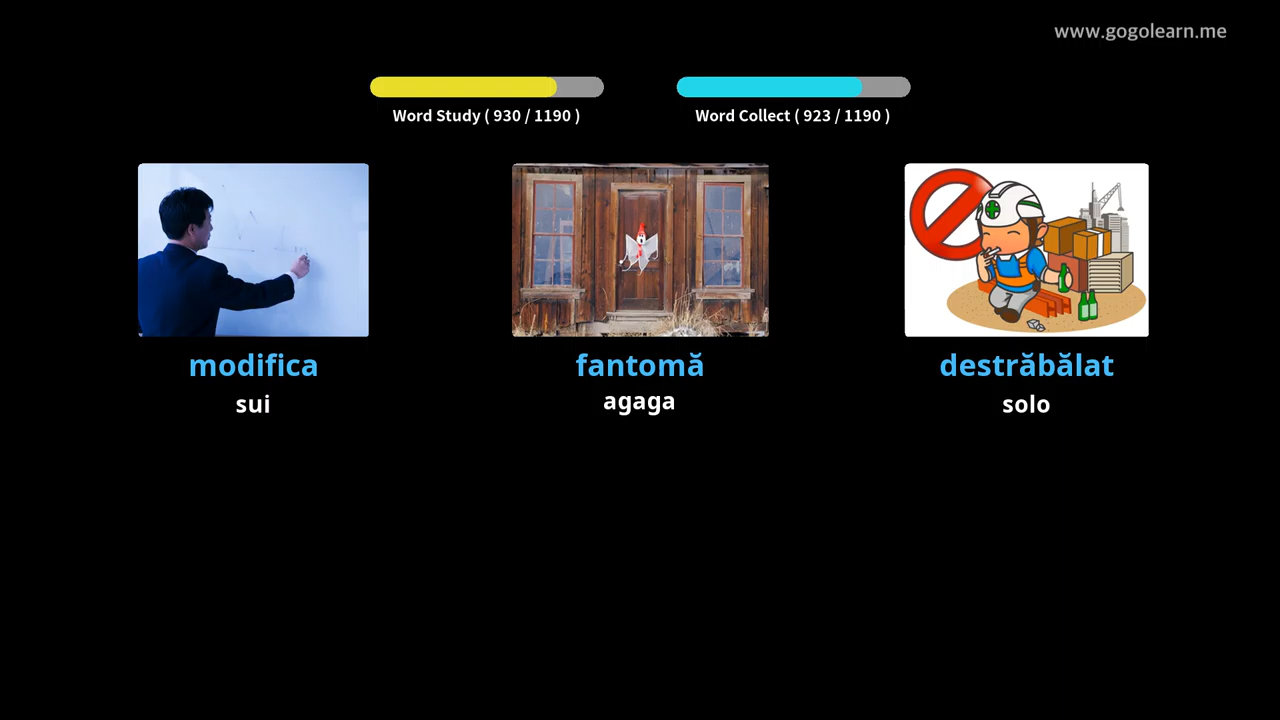 www.gogolearn.me
Word Study ( 930 / 1190 )
Word Collect ( 923 / 1190 )
modifica
sui
fantomă
agaga
destrăbălat
solo